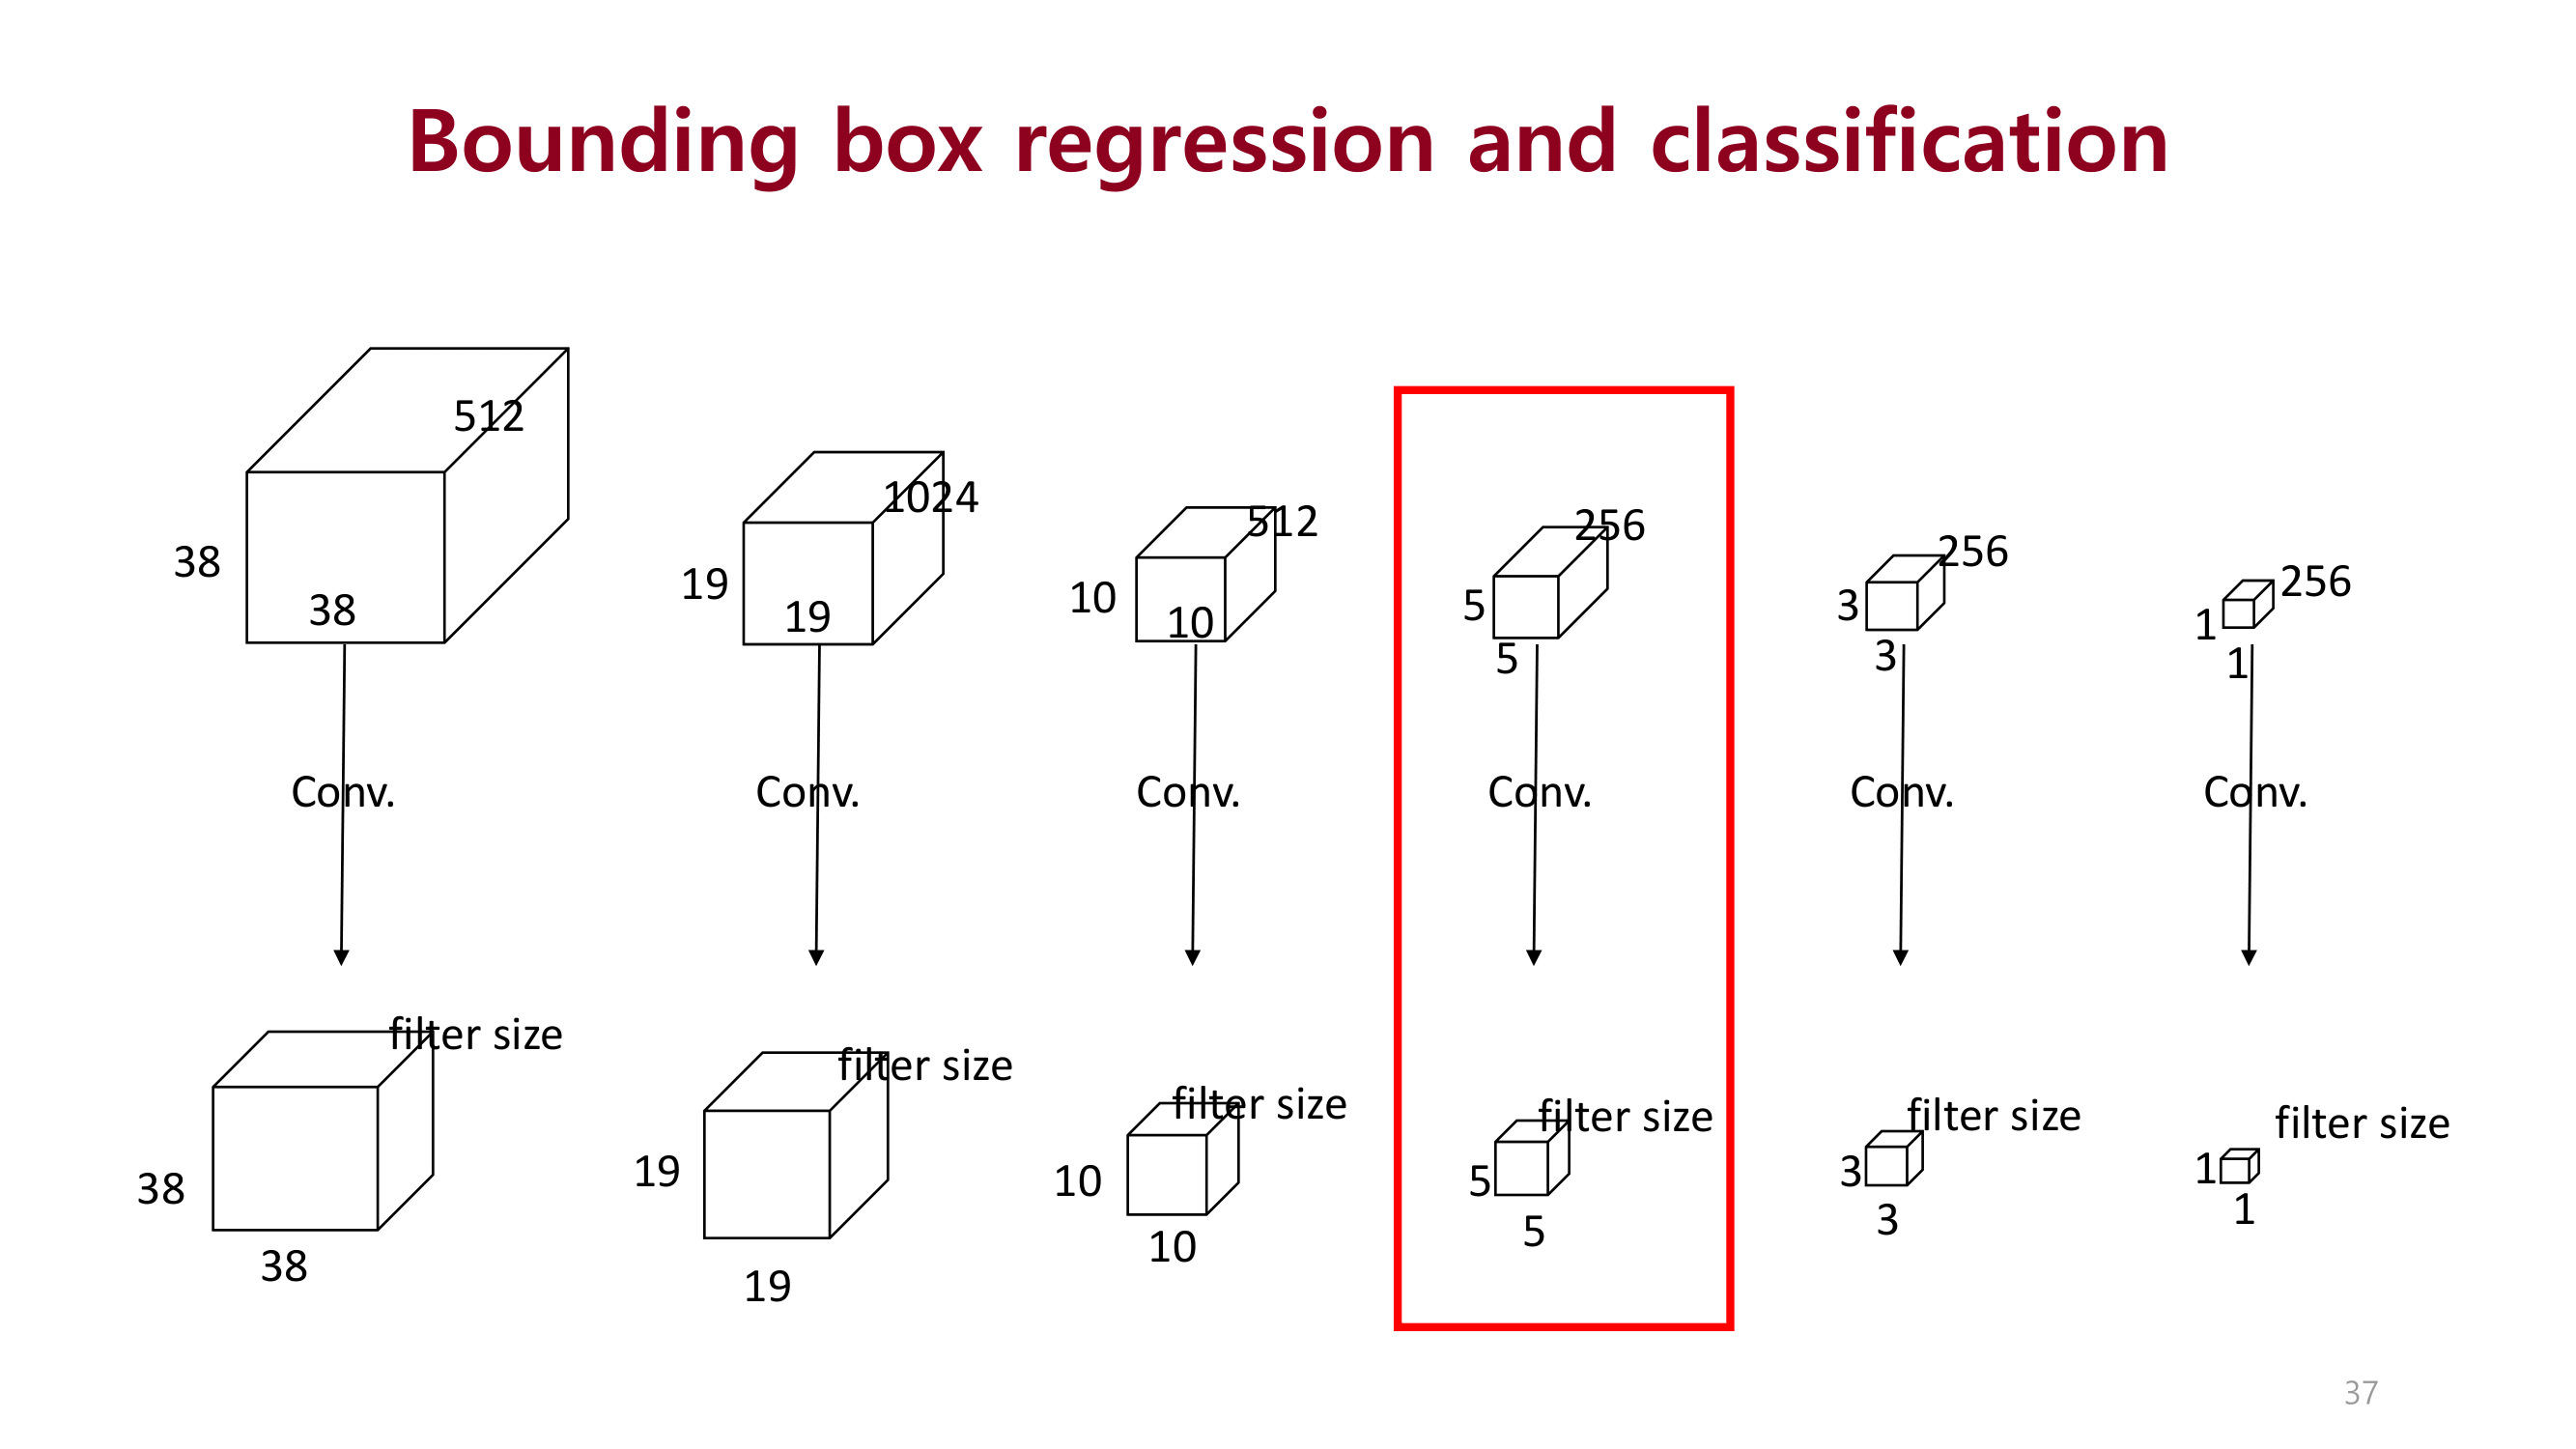 Bounding box regression and classification
512
38
38
1024
19
19
512
10
10
256
5
5
256
3
3
256
1
1
Conv.
Conv.
Conv.
Conv.
Conv.
Conv.
filter size
38
38
filter size
19
19
filter size
10
10
filter size
5
5
filter size
3
3
filter size
1
1
37